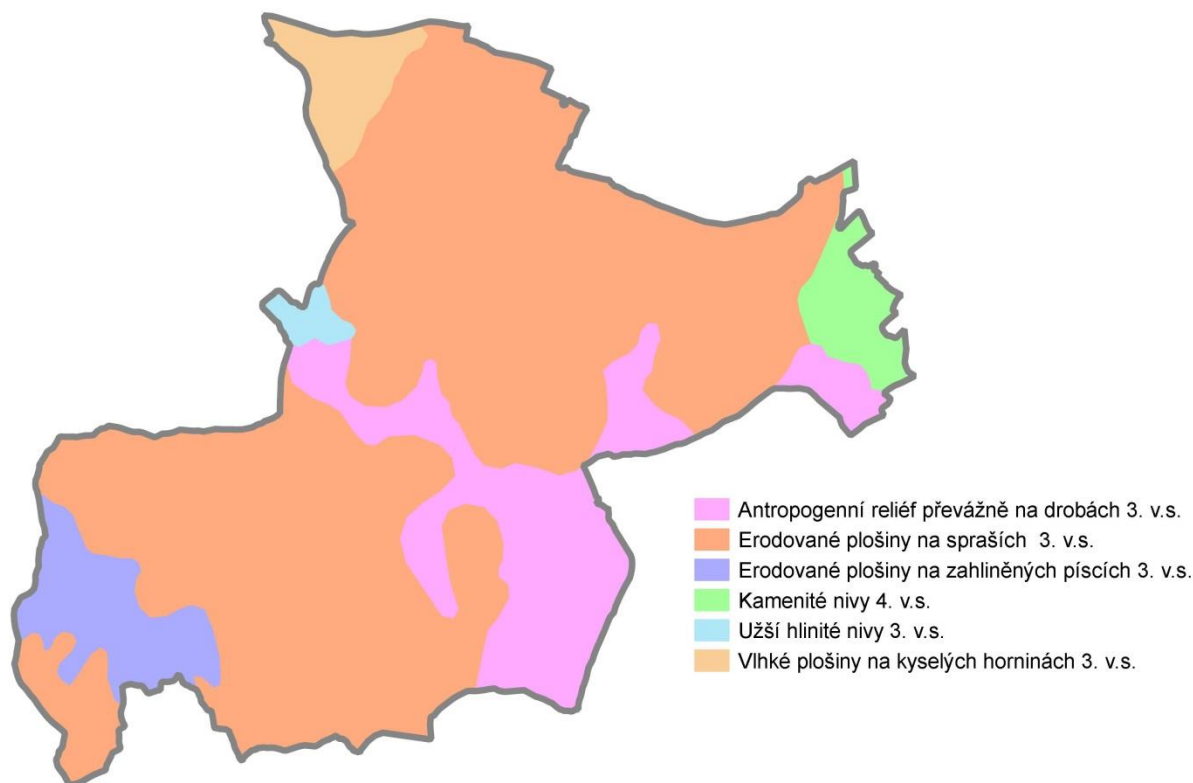 Antropogenní reliéf převážně na drobách 3. v.s.
Erodované plošiny na spraších  3. v.s.
Erodované plošiny na zahliněných píscích 3. v.s.
Kamenité nivy 4. v.s.
Užší hlinité nivy 3. v.s.
Vlhké plošiny na kyselých horninách 3. v.s.